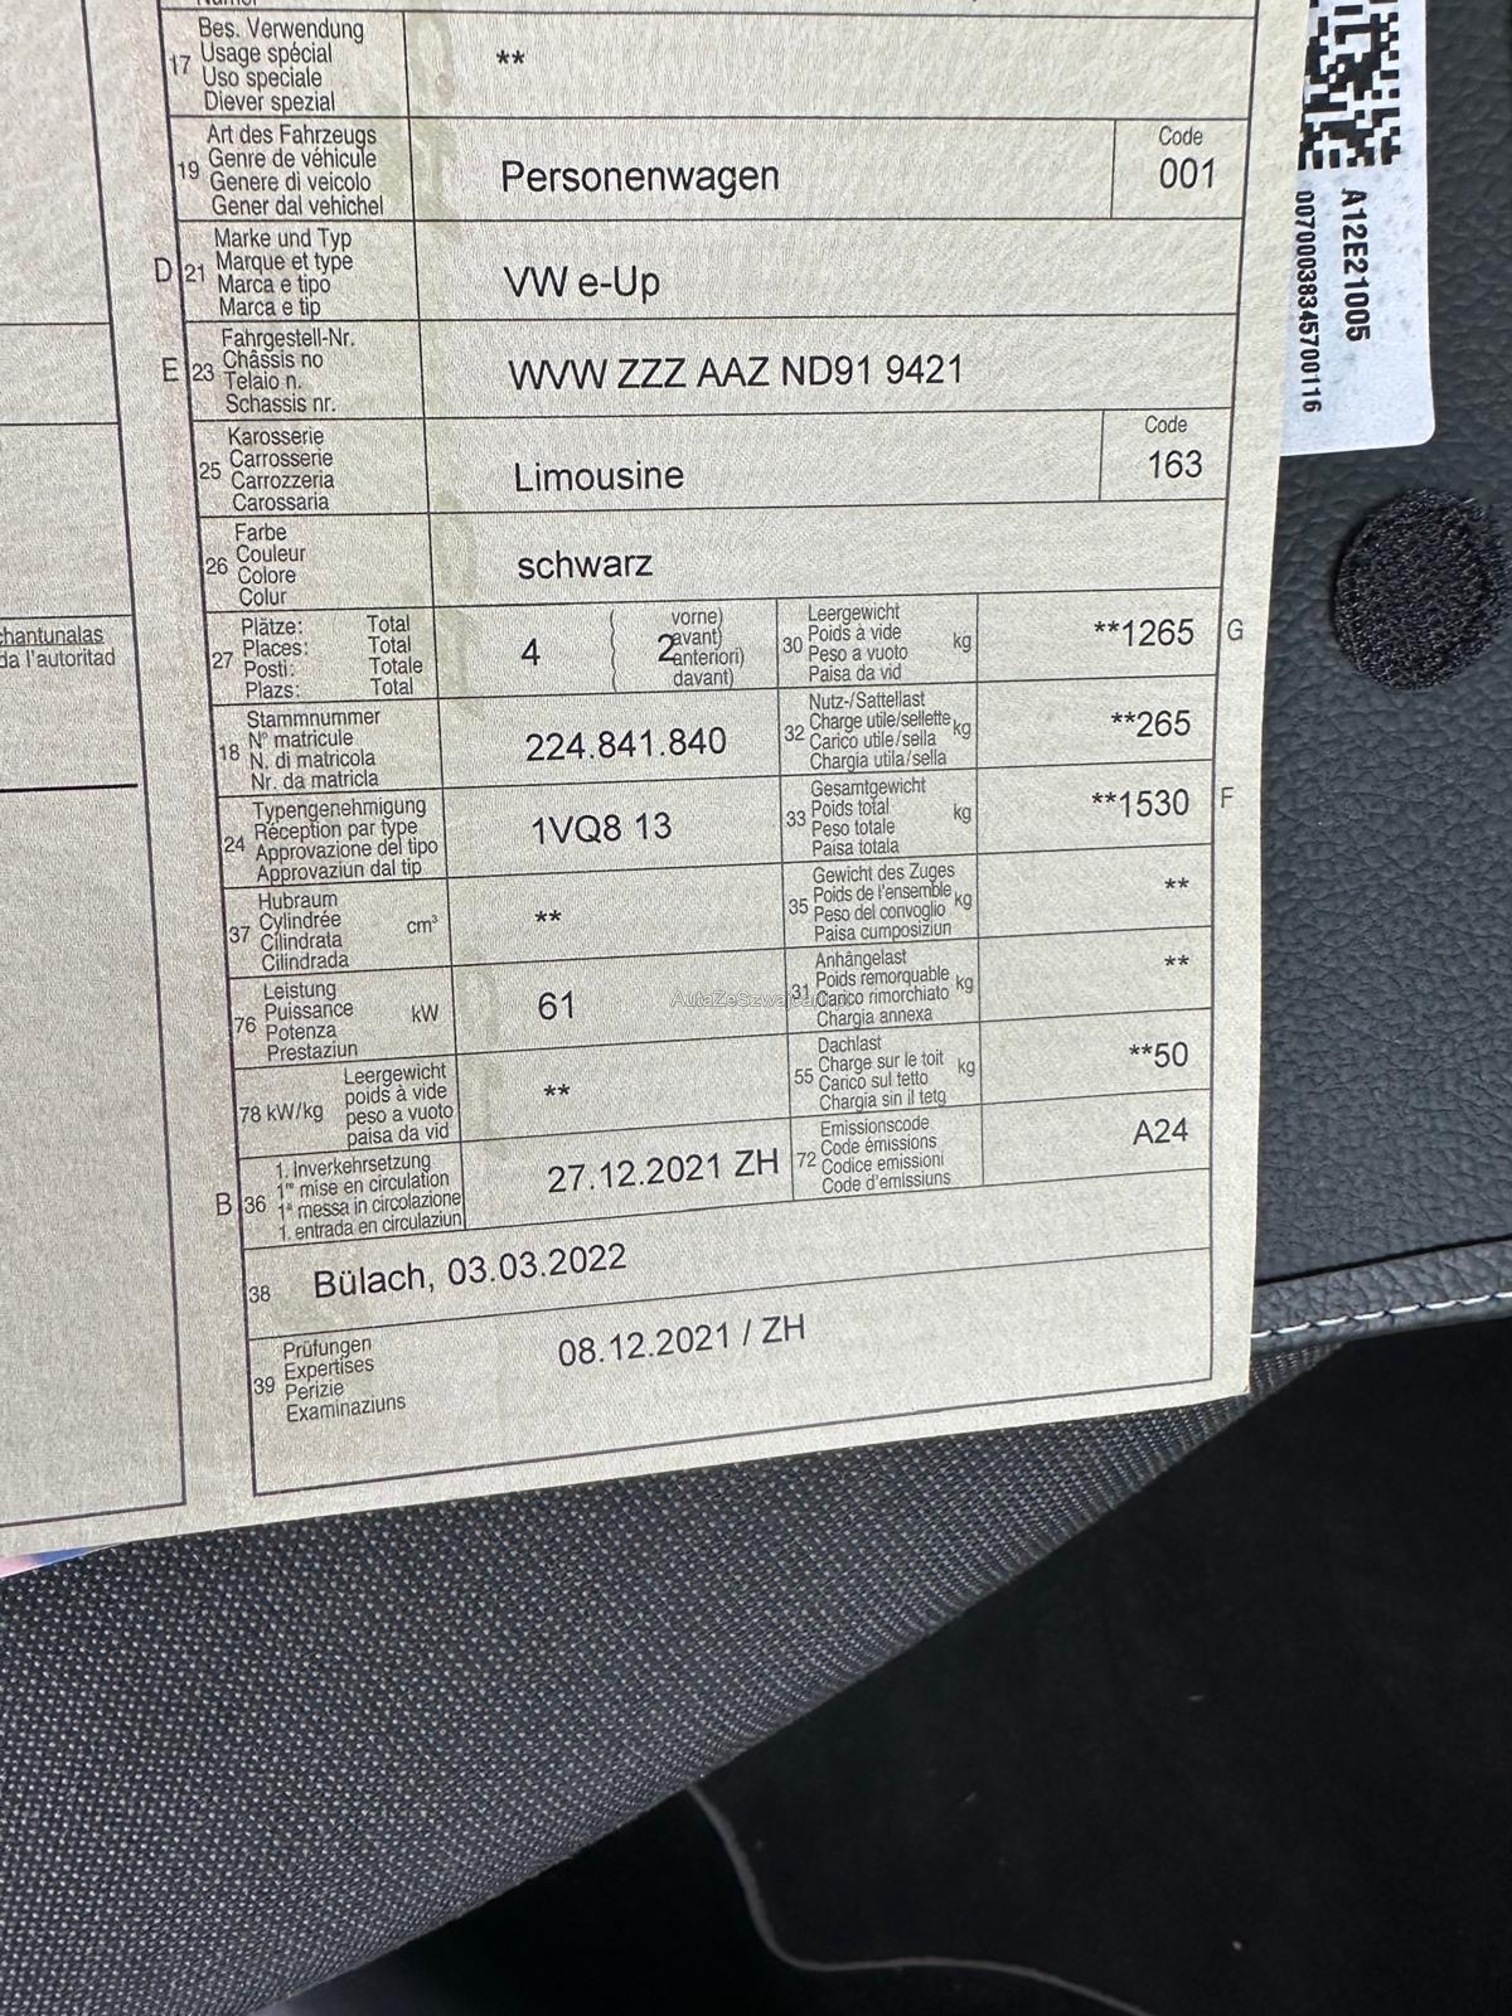 Bes. Verwendung
17 Usage spécial
Uso speciale
Diever spezial
**
Art des Fahrzeugs
19 Genre de véhicule
Genere di veicolo
Gener dal vehichel
Personenwagen
Code
001
Marke und Typ
D 21 Marque et type
Marca e tipo
Marca e tip
VW e-Up
Fahrgestell-Nr.
E 23 Châssis no
Telaio n.
Schassis nr.
WVW ZZZ AAZ ND91 9421
Karosserie
25 Carrosserie
Carrozzeria
Carossaria
Limousine
Code
163
Farbe
26 Couleur
Colore
Colur
schwarz
Plätze: Total
27 Places: Total
Posti: Totale
Plazs: Total
4
2
vorne)
avant)
anteriori)
davant)
Leergewicht
30 Poids à vide kg
Peso a vuoto
Paisa da vid
**1265 G
Stammnummer
18 N° matricule
N. di matricola
Nr. da matricla
224.841.840
Nutz-/Sattellast
32 Charge utile/sellette kg
Carico utile/sella
Chargia utila/sella
**265
Typengenehmigung
24 Réception par type
Approvazione del tipo
Approvaziun dal tip
1VQ8 13
Gesamtgewicht
33 Poids total kg
Peso totale
Paisa totala
**1530 F
Hubraum
37 Cylindrée cm³
Cilindrata
Cilindrada
**
Gewicht des Zuges
35 Poids de l'ensemble kg
Peso del convoglio
Paisa cumposiziun
**
Leistung
76 Puissance kW
Potenza
Prestaziun
61
Anhängelast
31 Poids remorquable kg
Carico rimorchiato
Chargia annexa
**
78 kW/kg
Leergewicht
poids à vide
peso a vuoto
paisa da vid
**
Dachlast
55 Charge sur le toit kg
Carico sul tetto
Chargia sin il tetg
**50
1. Inverkehrsetzung
B 36 1re mise en circulation
1a messa in circolazione
1. entrada en circulaziun
27.12.2021 ZH
Emissionscode
72 Code émissions
Codice emissioni
Code d'emissiuns
A24
38 Bülach, 03.03.2022
Prüfungen
39 Expertises
Perizie
Examinaziuns
08.12.2021 / ZH
chantunalas
da l'autoritad
A12E21005
00700038345700116